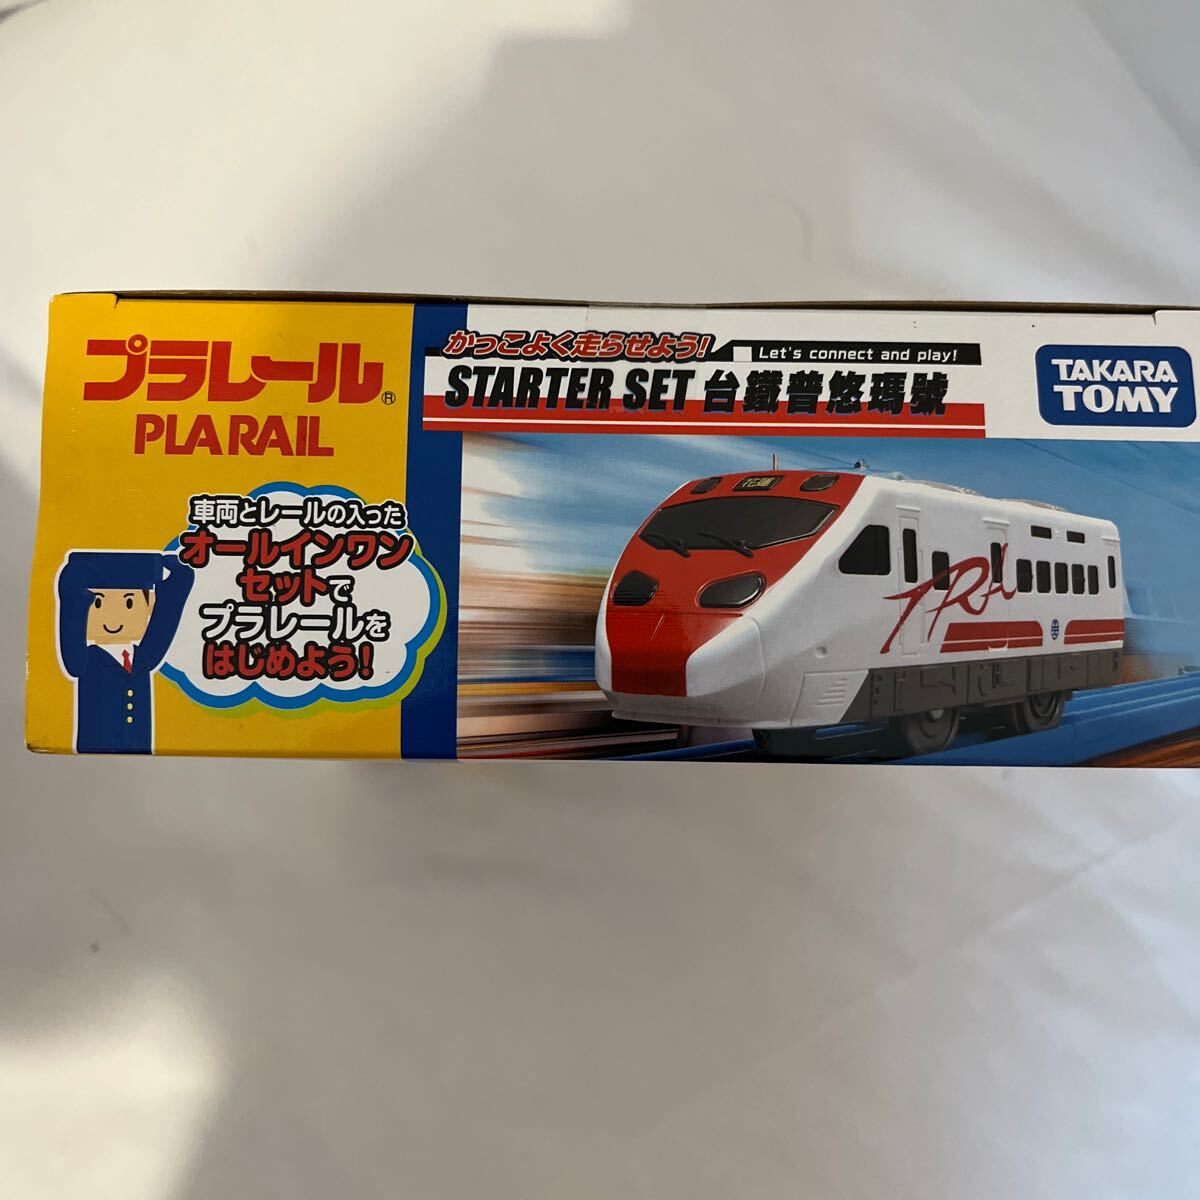 プラレール®
PLARAIL
車両とレールの入った
オールインワン
セットで
プラレールを
はじめよう!
かっこよく走らせよう!
Let's connect and play!
STARTER SET 台鐵普悠瑪號
TAKARA
TOMY
花蓮
TRA